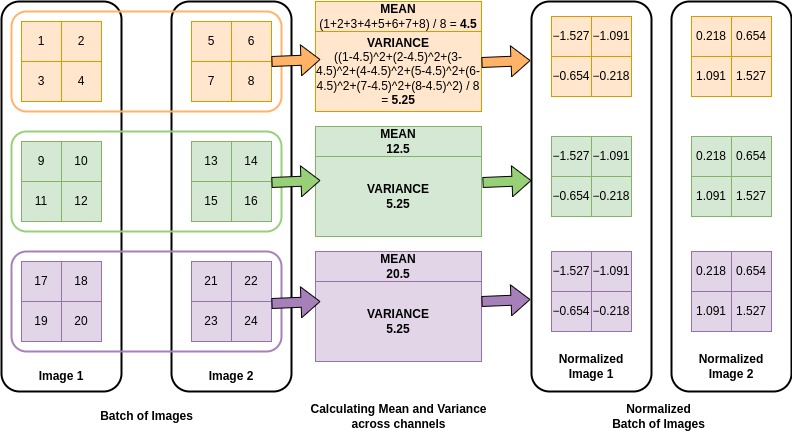 1 2
3 4
5 6
7 8
MEAN
(1+2+3+4+5+6+7+8) / 8 = 4.5
VARIANCE
((1-4.5)^2+(2-4.5)^2+(3-
4.5)^2+(4-4.5)^2+(5-4.5)^2+(6-
4.5)^2+(7-4.5)^2+(8-4.5)^2) / 8
= 5.25
−1.527 −1.091
−0.654 −0.218
0.218 0.654
1.091 1.527
9 10
11 12
13 14
15 16
MEAN
12.5
VARIANCE
5.25
−1.527 −1.091
−0.654 −0.218
0.218 0.654
1.091 1.527
17 18
19 20
21 22
23 24
MEAN
20.5
VARIANCE
5.25
−1.527 −1.091
−0.654 −0.218
0.218 0.654
1.091 1.527
Image 1
Image 2
Normalized
Image 1
Normalized
Image 2
Batch of Images
Calculating Mean and Variance
across channels
Normalized
Batch of Images